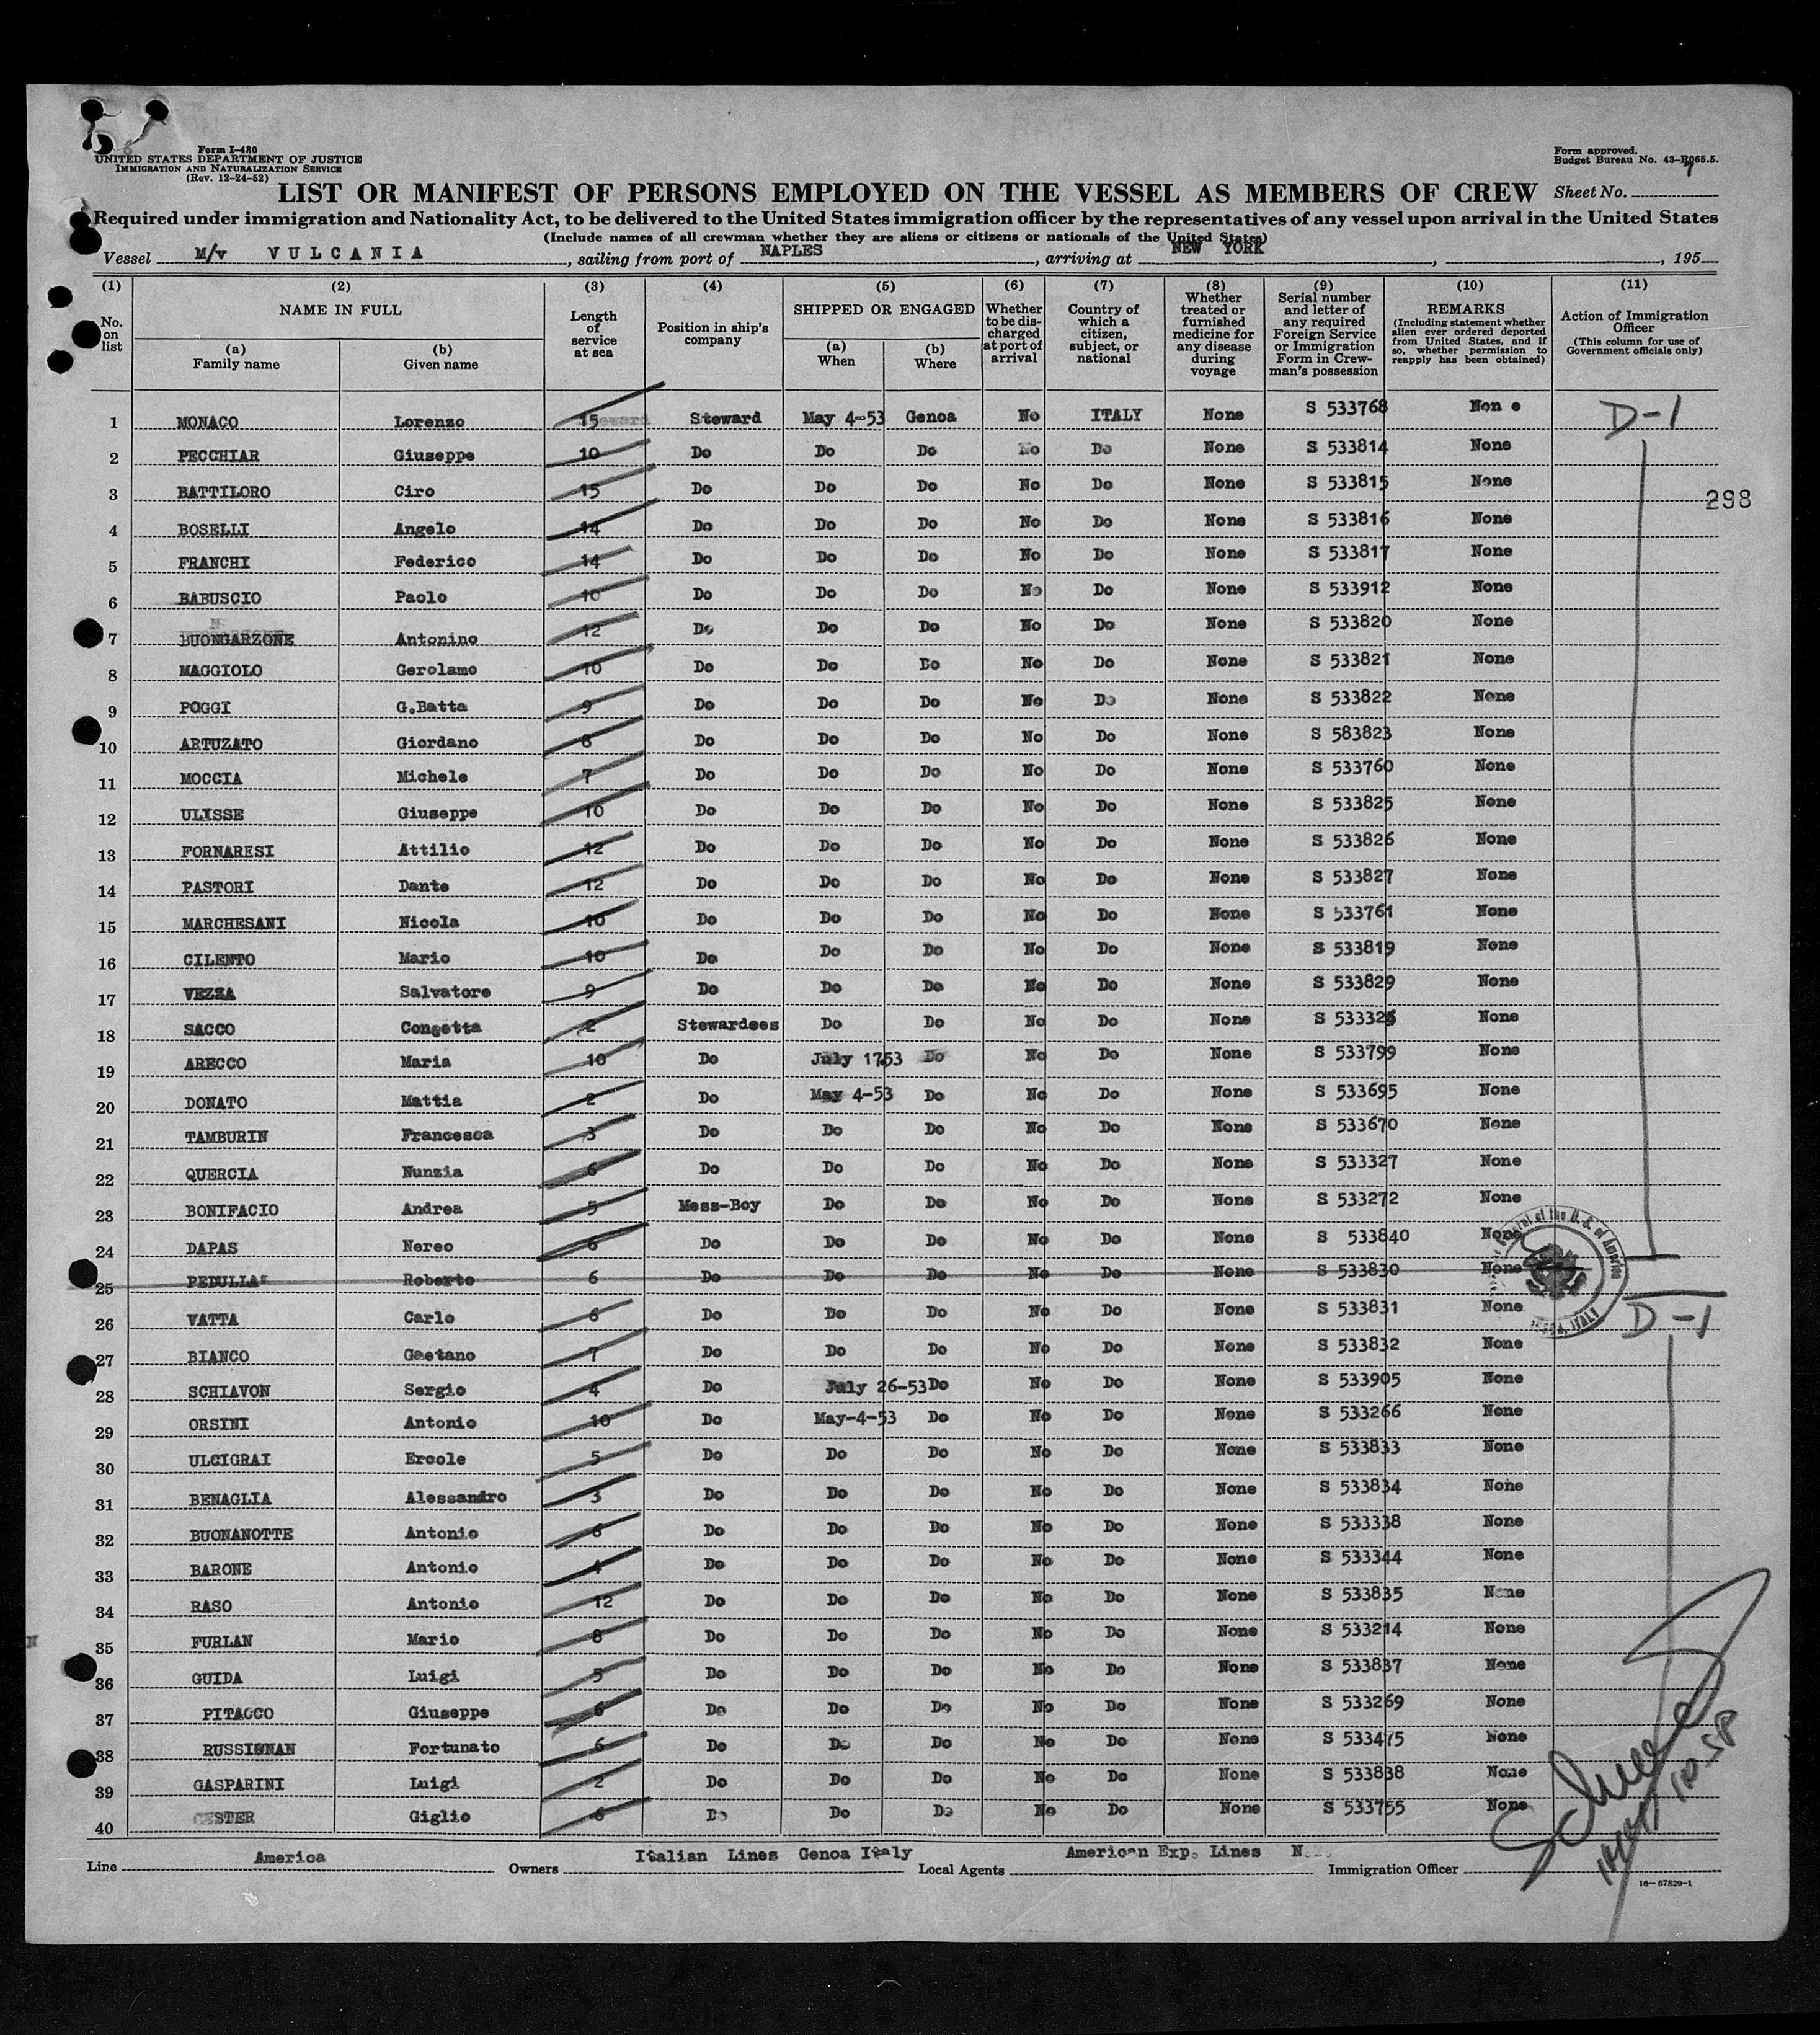 Form I-480
UNITED STATES DEPARTMENT OF JUSTICE
IMMIGRATION AND NATURALIZATION SERVICE
(Rev. 12-24-52)
Form approved.
Budget Bureau No. 43-R065.5.
LIST OR MANIFEST OF PERSONS EMPLOYED ON THE VESSEL AS MEMBERS OF CREW Sheet No. 7
Required under immigration and Nationality Act, to be delivered to the United States immigration officer by the representatives of any vessel upon arrival in the United States
(Include names of all crewman whether they are aliens or citizens or nationals of the United States)
Vessel M/v VULCANIA, sailing from port of NAPLES, arriving at NEW YORK, , 195
(1) (2) (3) (4) (5) (6) (7) (8) (9) (10) (11)
No. on list
NAME IN FULL
(a) Family name
(b) Given name
Length of service at sea
Position in ship's company
SHIPPED OR ENGAGED
(a) When
(b) Where
Whether to be discharged at port of arrival
Country of which a citizen, subject, or national
Whether treated or furnished medicine for any disease during voyage
Serial number and letter of any required Foreign Service or Immigration Form in Crewman's possession
REMARKS
(Including statement whether alien ever ordered deported from United States, and if so, whether permission to reapply has been obtained)
Action of Immigration Officer
(This column for use of Government officials only)
1 MONACO Lorenzo 15 Steward May 4-53 Genoa No ITALY None S 533768 Non e D-1
2 PECCHIAR Giuseppe 10 Do Do Do No Do None S 533814 None
3 BATTILORO Ciro 15 Do Do Do No Do None S 533815 None
298
4 BOSELLI Angelo 14 Do Do Do No Do None S 533816 None
5 FRANCHI Federico 14 Do Do Do No Do None S 533817 None
6 BABUSCIO Paolo 10 Do Do Do No Do None S 533912 None
7 BUONGARZONE Antonino 12 Do Do Do No Do None S 533820 None
8 MAGGIOLO Gerolamo 10 Do Do Do No Do None S 533821 None
9 POGGI G.Batta 9 Do Do Do No Do None S 533822 None
10 ARTUZATO Giordano 8 Do Do Do No Do None S 583823 None
11 MOCCIA Michele 7 Do Do Do No Do None S 533760 None
12 ULISSE Giuseppe 10 Do Do Do No Do None S 533825 None
13 FORNARESI Attilio 12 Do Do Do No Do None S 533826 None
14 PASTORI Dante 12 Do Do Do No Do None S 533827 None
15 MARCHESANI Nicola 10 Do Do Do No Do None S 533761 None
16 CILENTO Mario 10 Do Do Do No Do None S 533819 None
17 VEZZA Salvatore 9 Do Do Do No Do None S 533829 None
18 SACCO Concetta 2 Stewardees Do Do No Do None S 533326 None
19 ARECCO Maria 10 Do July 1753 Do No Do None S 533799 None
20 DONATO Mattia 2 Do May 4-53 Do No Do None S 533695 None
21 TAMBURIN Francesca 3 Do Do Do No Do None S 533670 None
22 QUERCIA Nunzia 6 Do Do Do No Do None S 533327 None
23 BONIFACIO Andrea 5 Mess-Boy Do Do No Do None S 533272 None
24 DAPAS Nereo 6 Do Do Do No Do None S 533840 None
25 PEDULLA' Roberto 6 Do Do Do No Do None S 533830 None
26 VATTA Carlo 6 Do Do Do No Do None S 533831 None D-1
27 BIANCO Gaetano 7 Do Do Do No Do None S 533832 None
28 SCHIAVON Sergio 4 Do July 26-53 Do No Do None S 533905 None
29 ORSINI Antonio 10 Do May-4-53 Do No Do None S 533266 None
30 ULCIGRAI Ercole 5 Do Do Do No Do None S 533833 None
31 BENAGLIA Alessandro 3 Do Do Do No Do None S 533834 None
32 BUONANOTTE Antonio 6 Do Do Do No Do None S 533338 None
33 BARONE Antonio 4 Do Do Do No Do None S 533344 None
34 RASO Antonio 12 Do Do Do No Do None S 533835 None
35 FURLAN Mario 8 Do Do Do No Do None S 533214 None
36 GUIDA Luigi 5 Do Do Do No Do None S 533837 None
37 PITACCO Giuseppe 6 Do Do Do No Do None S 533269 None
38 RUSSIGNAN Fortunato 6 Do Do Do No Do None S 533475 None
39 GASPARINI Luigi 2 Do Do Do No Do None S 533838 None
40 CESTER Giglio 6 Do Do Do No Do None S 533755 None
Line America Owners Italian Lines Genoa Italy Local Agents American Exp. Lines Immigration Officer
16-67829-1